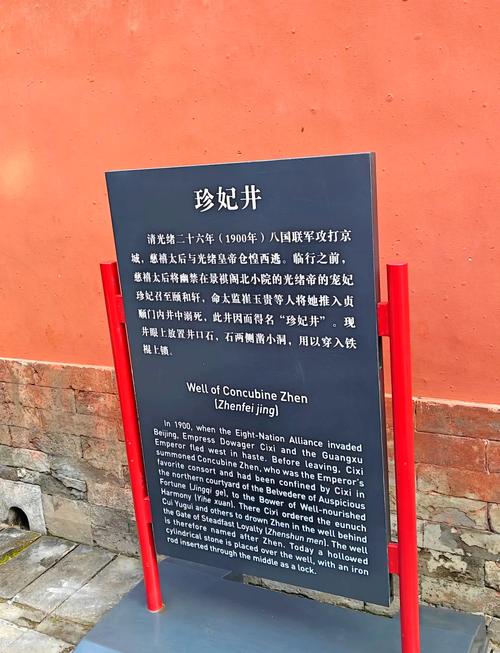 珍妃井
清光绪二十六年（1900年）八国联军攻打京
城，慈禧太后与光绪皇帝仓惶西逃。临行之前，
慈禧太后将幽禁在景祺阁北小院的光绪帝的宠妃
珍妃召至颐和轩，命太监崔玉贵等人将她推入贞
顺门内井中溺死，此井因而得名“珍妃井”。现
井眼上放置井口石，石两侧凿小洞，用以穿入铁
棍上锁。
Well of Concubine Zhen
(Zhenfei jing)
In 1900, when the Eight-Nation Alliance invaded
Beijing, Empress Dowager Cixi and the Guangxu
Emperor fled west in haste. Before leaving, Cixi
summoned Concubine Zhen, who was the Emperor's
favorite consort and had been confined by Cixi in
the northern courtyard of the Belvedere of Auspicious
Fortune (Jingqi ge), to the Bower of Well-nourished
Harmony (Yihe xuan). There Cixi ordered the eunuch
Cui Yugui and others to drown Zhen in the well behind
the Gate of Steadfast Loyalty (Zhenshun men). The well
is therefore named after Zhen. Today a hollowed
cylindrical stone is placed over the well, with an iron
rod inserted through the middle as a lock.